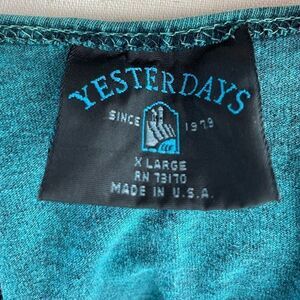 YESTERDAYS
SINCE 1979
X LARGE
RN 73170
MADE IN U.S.A.